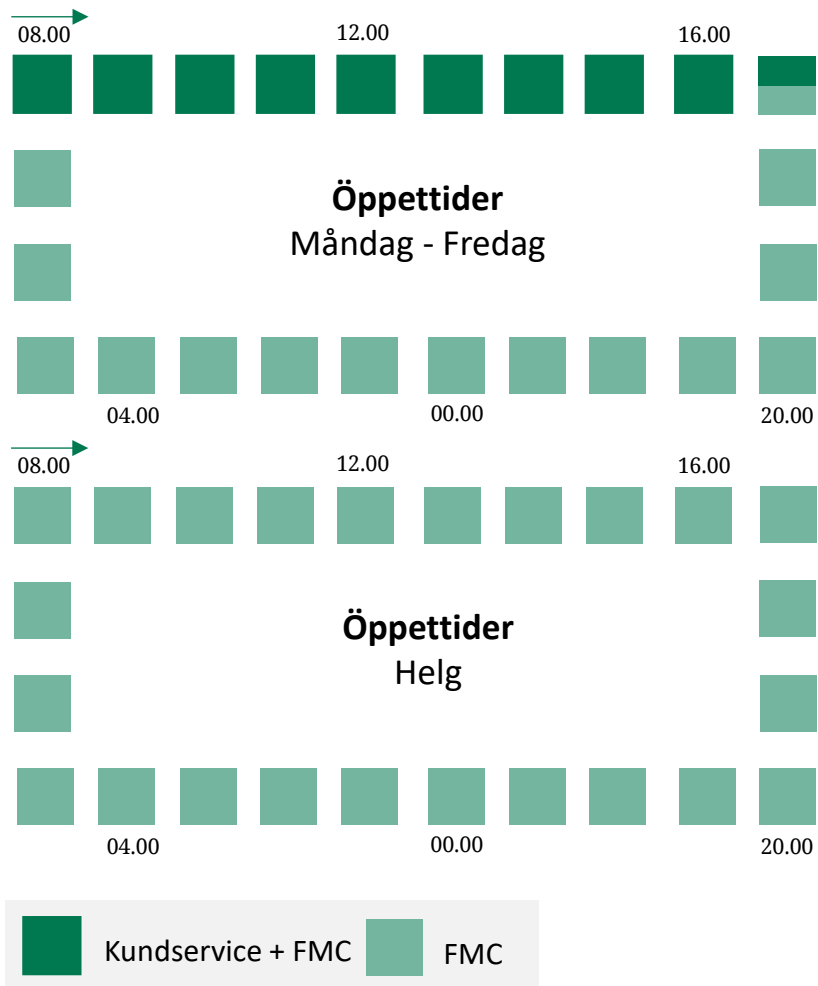 08.00 12.00 16.00
Öppettider
Måndag - Fredag
04.00 00.00 20.00
08.00 12.00 16.00
Öppettider
Helg
04.00 00.00 20.00
Kundservice + FMC FMC